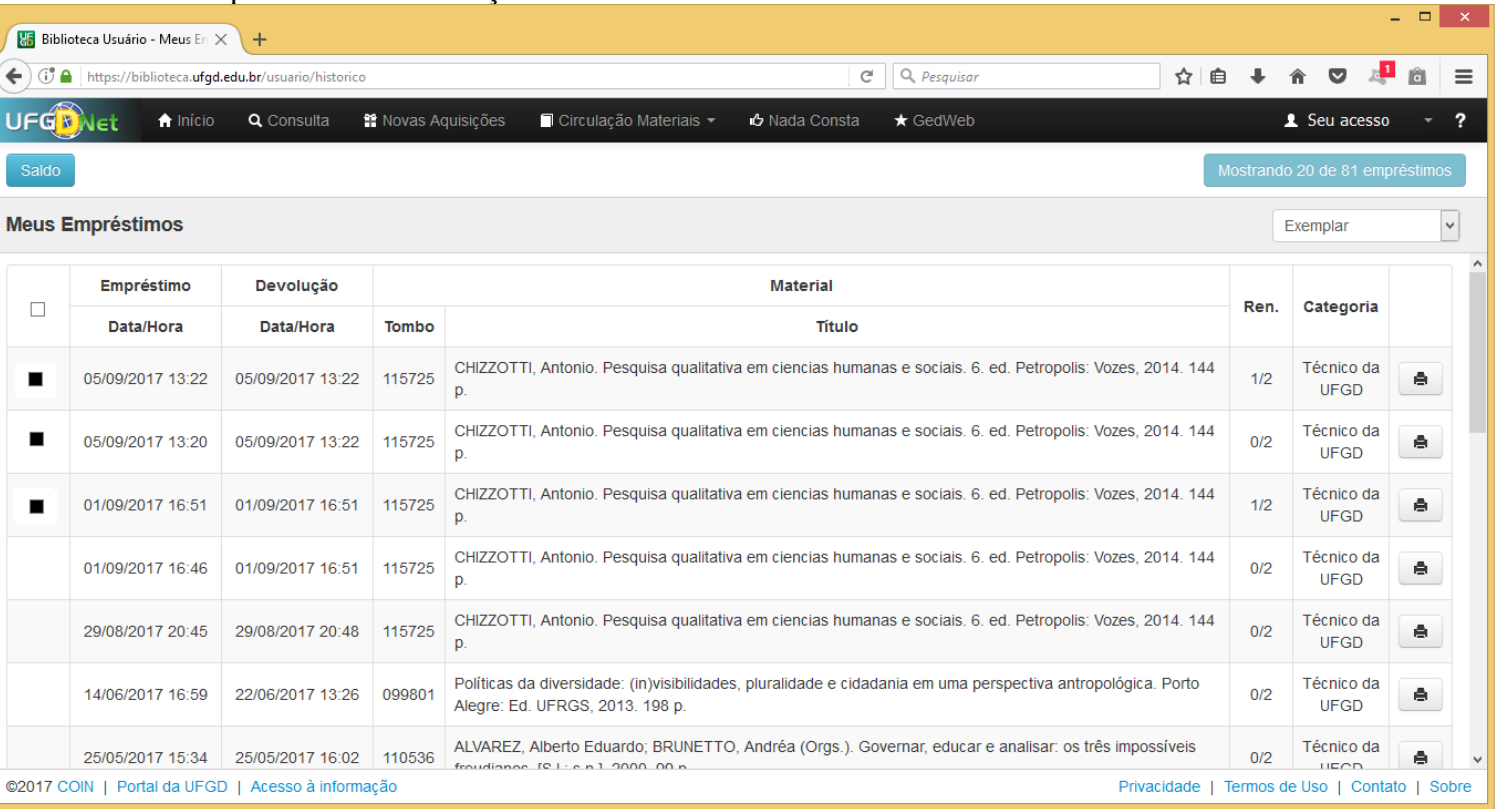 Biblioteca Usuário - Meus En
https://biblioteca.ufgd.edu.br/usuario/historico
Pesquisar
1
UFGDNet Início Consulta Novas Aquisições Circulação Materiais Nada Consta GedWeb Seu acesso ?
Saldo Mostrando 20 de 81 empréstimos
Meus Empréstimos Exemplar
Empréstimo Devolução Material Ren. Categoria
Data/Hora Data/Hora Tombo Título
05/09/2017 13:22 05/09/2017 13:22 115725 CHIZZOTTI, Antonio. Pesquisa qualitativa em ciencias humanas e sociais. 6. ed. Petropolis: Vozes, 2014. 144 1/2 Técnico da
p. UFGD
05/09/2017 13:20 05/09/2017 13:22 115725 CHIZZOTTI, Antonio. Pesquisa qualitativa em ciencias humanas e sociais. 6. ed. Petropolis: Vozes, 2014. 144 0/2 Técnico da
p. UFGD
01/09/2017 16:51 01/09/2017 16:51 115725 CHIZZOTTI, Antonio. Pesquisa qualitativa em ciencias humanas e sociais. 6. ed. Petropolis: Vozes, 2014. 144 1/2 Técnico da
p. UFGD
01/09/2017 16:46 01/09/2017 16:51 115725 CHIZZOTTI, Antonio. Pesquisa qualitativa em ciencias humanas e sociais. 6. ed. Petropolis: Vozes, 2014. 144 0/2 Técnico da
p. UFGD
29/08/2017 20:45 29/08/2017 20:48 115725 CHIZZOTTI, Antonio. Pesquisa qualitativa em ciencias humanas e sociais. 6. ed. Petropolis: Vozes, 2014. 144 0/2 Técnico da
p. UFGD
14/06/2017 16:59 22/06/2017 13:26 099801 Políticas da diversidade: (in)visibilidades, pluralidade e cidadania em uma perspectiva antropológica. Porto 0/2 Técnico da
Alegre: Ed. UFRGS, 2013. 198 p. UFGD
25/05/2017 15:34 25/05/2017 16:02 110536 ALVAREZ, Alberto Eduardo; BRUNETTO, Andréa (Orgs.). Governar, educar e analisar: os três impossíveis 0/2 Técnico da
freudianos. [S.l.: s.n.], 2000. 99 p. UFGD
©2017 COIN | Portal da UFGD | Acesso à informação Privacidade | Termos de Uso | Contato | Sobre